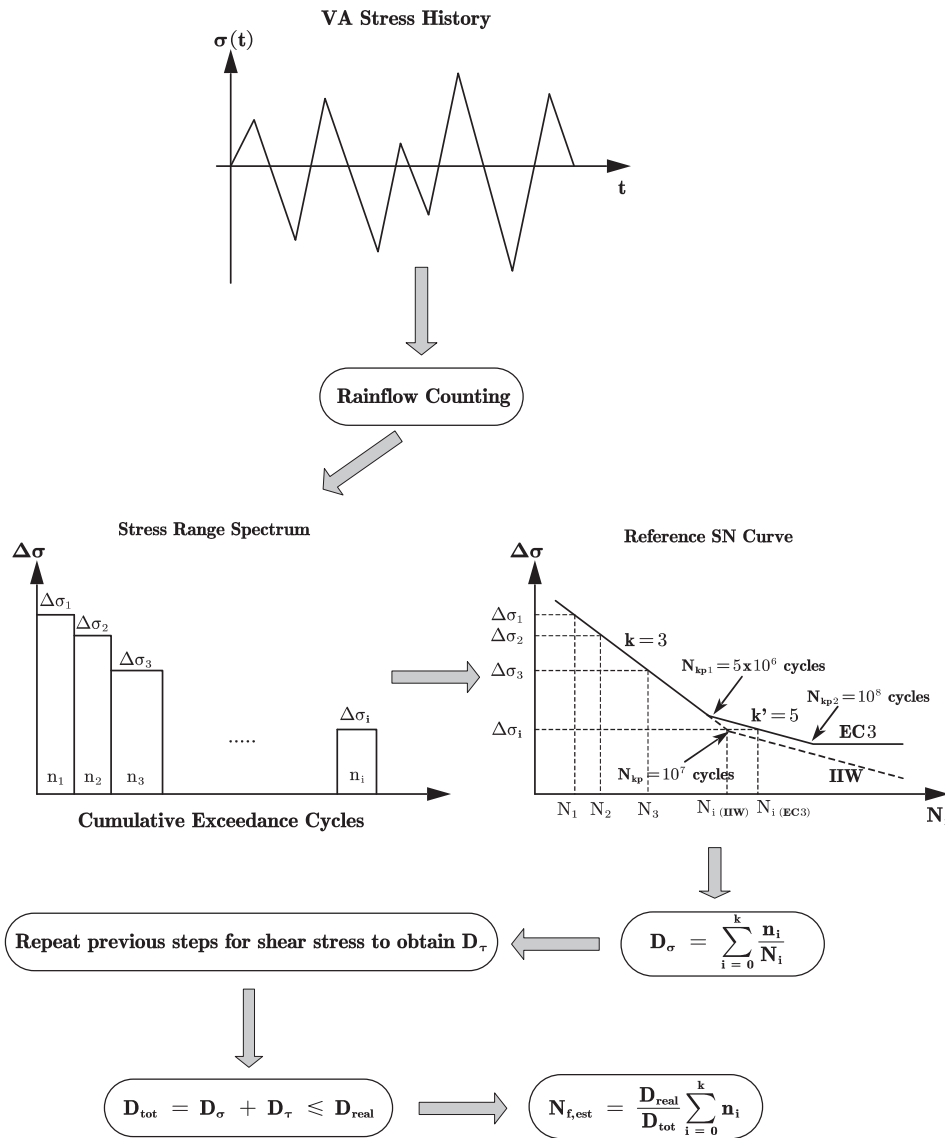 VA Stress History
σ(t)
t
Rainflow Counting
Stress Range Spectrum
Δσ
Δσ1
Δσ2
Δσ3
Δσi
.....
n1 n2 n3 ni
Cumulative Exceedance Cycles
Reference SN Curve
Δσ
Δσ1
Δσ2
Δσ3
Δσi
k = 3
Nkp1 = 5x10^6 cycles
Nkp2 = 10^8 cycles
k' = 5
EC3
Nkp = 10^7 cycles
IIW
N1 N2 N3 Ni (IIW) Ni (EC3)
Dσ = ∑ i = 0 k ni/Ni
Repeat previous steps for shear stress to obtain Dτ
Dtot = Dσ + Dτ ⩽ Dreal
Nf,est = Dreal/Dtot ∑ i = 0 k ni